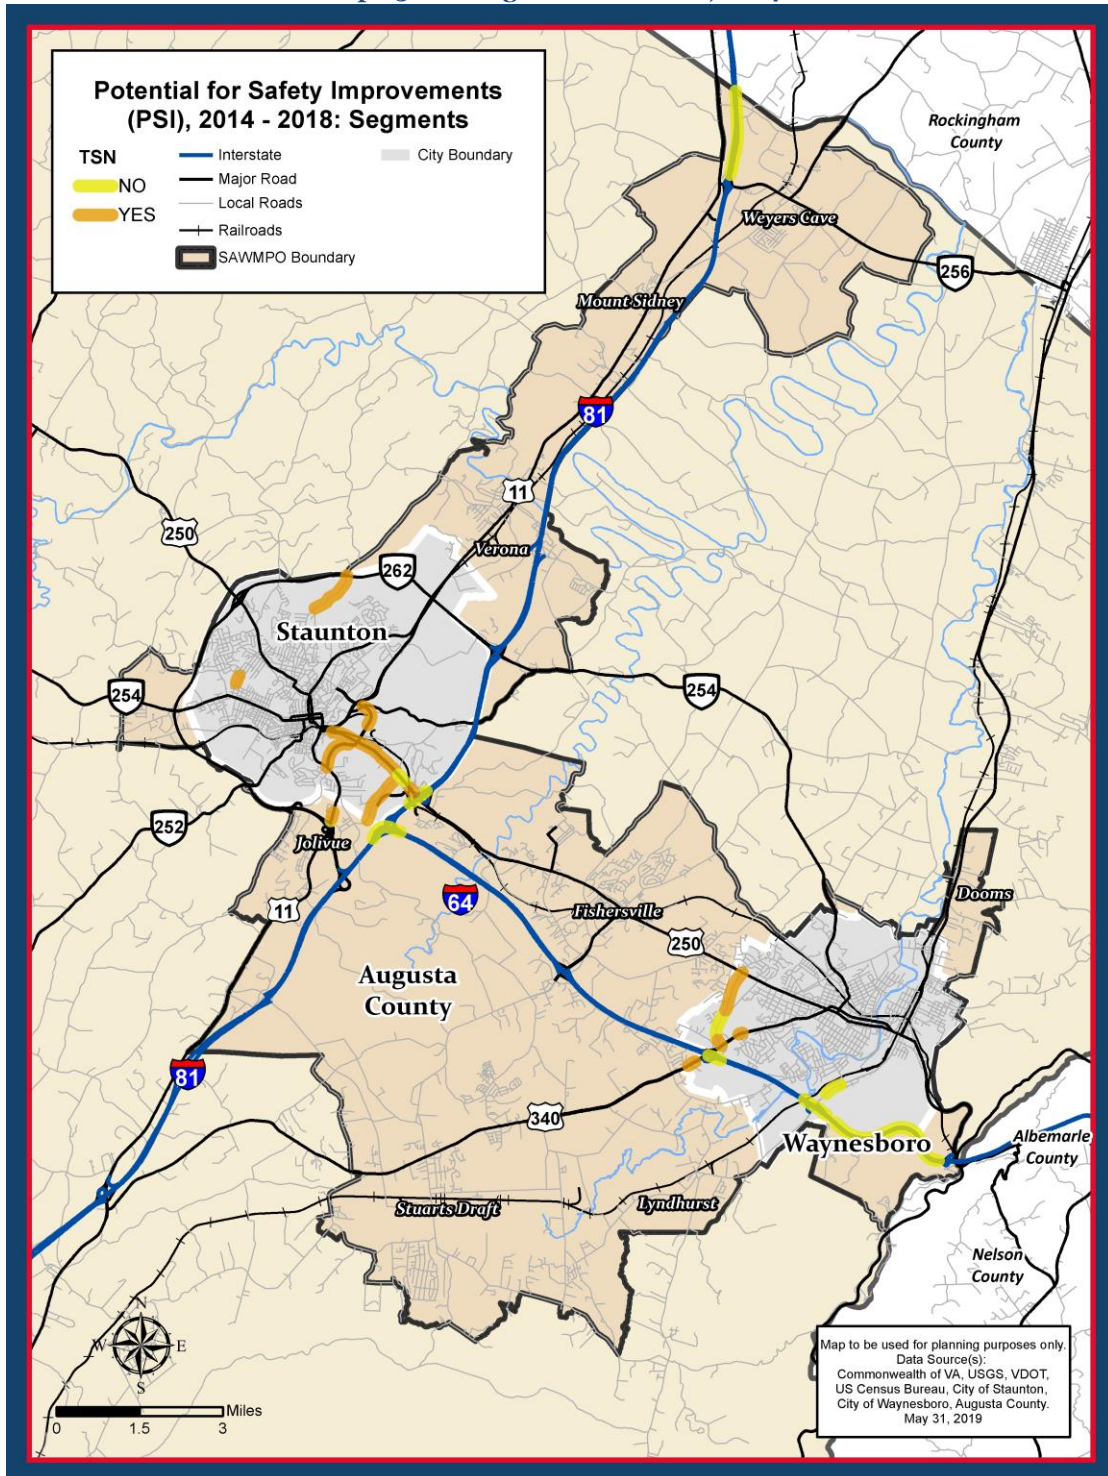 Potential for Safety Improvements
(PSI), 2014 - 2018: Segments
TSN
NO
YES
Interstate
Major Road
Local Roads
Railroads
SAWMPO Boundary
City Boundary
Rockingham
County
Weyers Cave
256
Mount Sidney
81
11
250
Verona
262
Staunton
254
254
252
Jolivue
11
64
Fishersville
Dooms
250
Augusta
County
81
340
Waynesboro
Albemarle
County
Stuarts Draft
Lyndhurst
Nelson
County
N
W
E
S
Miles
0
1.5
3
Map to be used for planning purposes only.
Data Source(s):
Commonwealth of VA, USGS, VDOT,
US Census Bureau, City of Staunton,
City of Waynesboro, Augusta County.
May 31, 2019